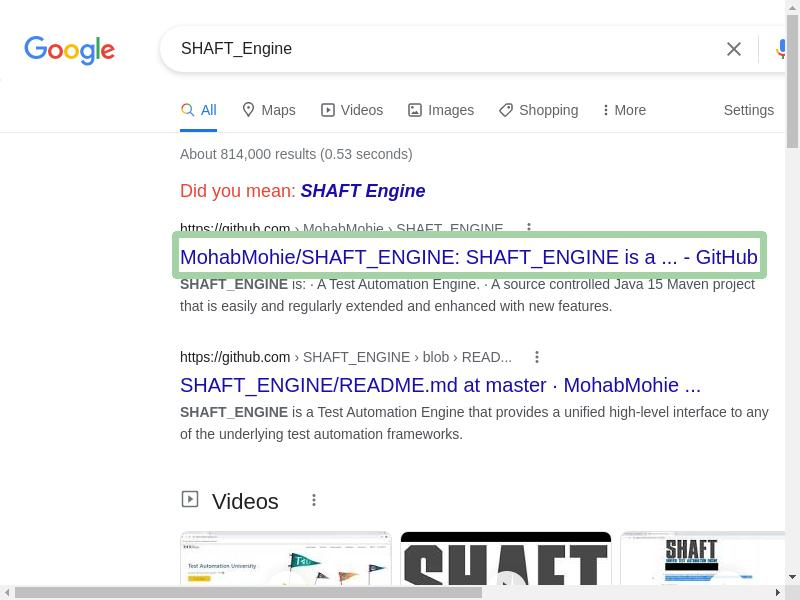 Google
SHAFT_Engine
All Maps Videos Images Shopping More Settings
About 814,000 results (0.53 seconds)
Did you mean: SHAFT Engine
https://github.com › MohabMohie › SHAFT_ENGINE
MohabMohie/SHAFT_ENGINE: SHAFT_ENGINE is a ... - GitHub
SHAFT_ENGINE is: · A Test Automation Engine. · A source controlled Java 15 Maven project
that is easily and regularly extended and enhanced with new features.
https://github.com › SHAFT_ENGINE › blob › READ...
SHAFT_ENGINE/README.md at master · MohabMohie ...
SHAFT_ENGINE is a Test Automation Engine that provides a unified high-level interface to any
of the underlying test automation frameworks.
Videos
Test Automation University
SHAFT
SHAFT